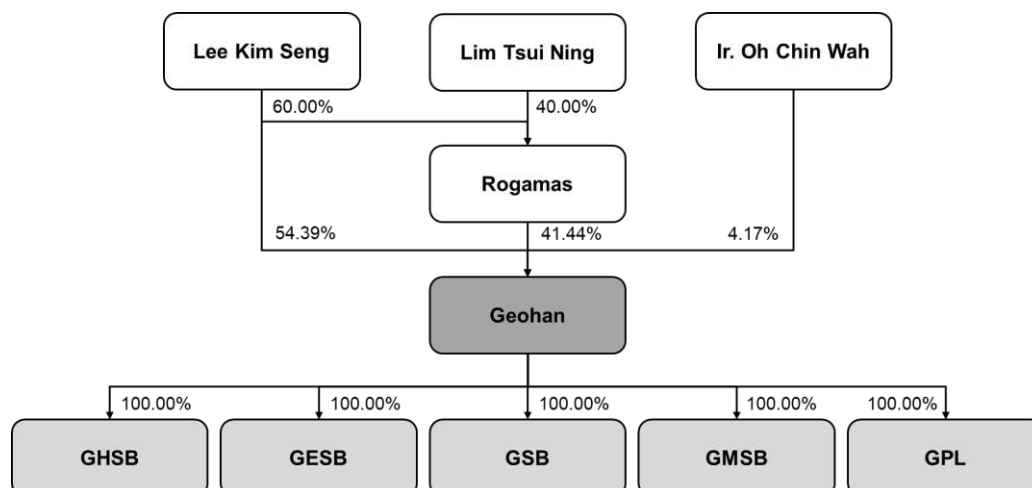 Lee Kim Seng
Lim Tsui Ning
Ir. Oh Chin Wah
60.00%
40.00%
Rogamas
54.39%
41.44%
4.17%
Geohan
100.00%
100.00%
100.00%
100.00%
100.00%
GHSB
GESB
GSB
GMSB
GPL